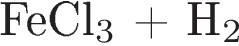 FeCl₃ + H₂